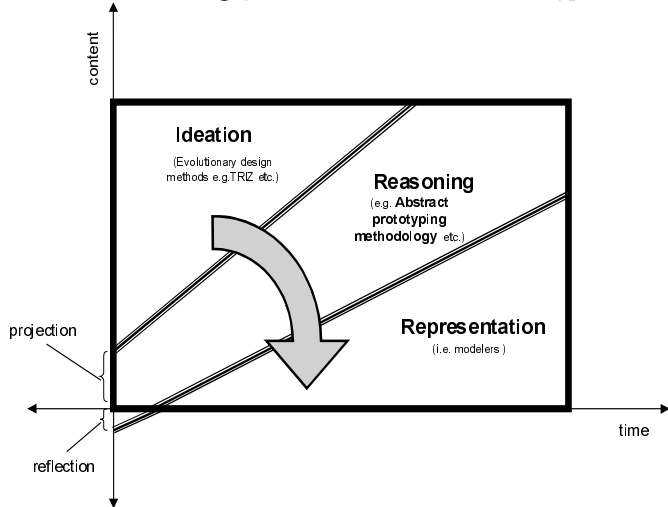 content
Ideation
(Evolutionary design
methods e.g.TRIZ etc.)
Reasoning
(e.g. Abstract
prototyping
methodology etc.)
projection
Representation
(i.e. modelers )
time
reflection